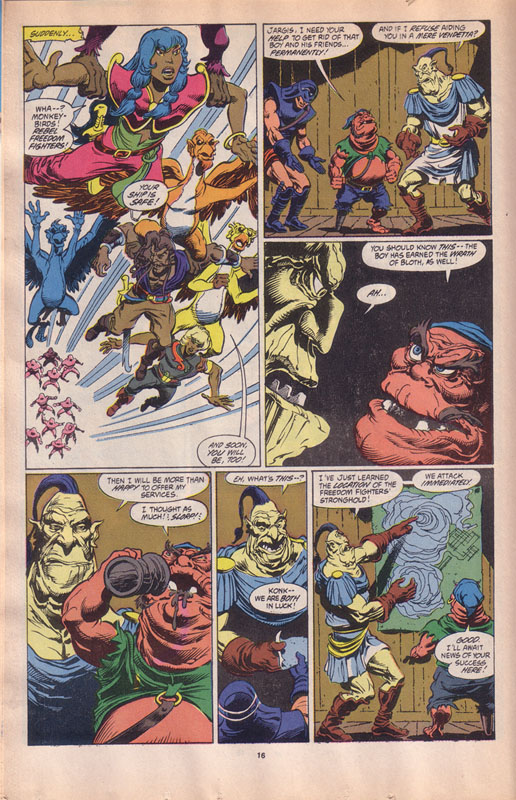 SUDDENLY...
WHA--?
MONKEY-
BIRDS!
REBEL
FREEDOM
FIGHTERS!
YOUR
SHIP IS
SAFE!
AND SOON,
YOU WILL
BE, TOO!
JARGIS, I NEED YOUR
HELP TO GET RID OF THAT
BOY AND HIS FRIENDS...
PERMANENTLY!
AND IF I REFUSE AIDING
YOU IN A MERE VENDETTA?
YOU SHOULD KNOW THIS-- THE
BOY HAS EARNED THE WRATH
OF BLOTH, AS WELL!
AH...
THEN I WILL BE MORE THAN
HAPPY TO OFFER MY
SERVICES.
I THOUGHT AS
MUCH! <SLORP>!
EH, WHAT'S THIS--?
KONK--
WE ARE BOTH
IN LUCK!
I'VE JUST LEARNED
THE LOCATION OF THE
FREEDOM FIGHTERS'
STRONGHOLD!
WE ATTACK
IMMEDIATELY.
GOOD.
I'LL AWAIT
NEWS OF YOUR
SUCCESS
HERE!
16